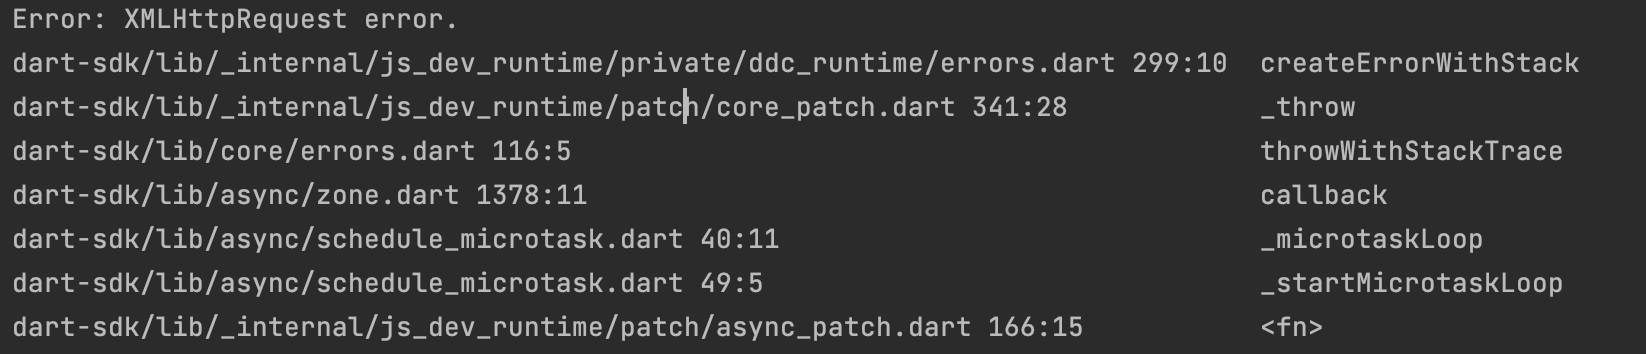 Error: XMLHttpRequest error.
dart-sdk/lib/_internal/js_dev_runtime/private/ddc_runtime/errors.dart 299:10  createErrorWithStack
dart-sdk/lib/_internal/js_dev_runtime/patch/core_patch.dart 341:28            _throw
dart-sdk/lib/core/errors.dart 116:5                                           throwWithStackTrace
dart-sdk/lib/async/zone.dart 1378:11                                          callback
dart-sdk/lib/async/schedule_microtask.dart 40:11                              _microtaskLoop
dart-sdk/lib/async/schedule_microtask.dart 49:5                               _startMicrotaskLoop
dart-sdk/lib/_internal/js_dev_runtime/patch/async_patch.dart 166:15           <fn>